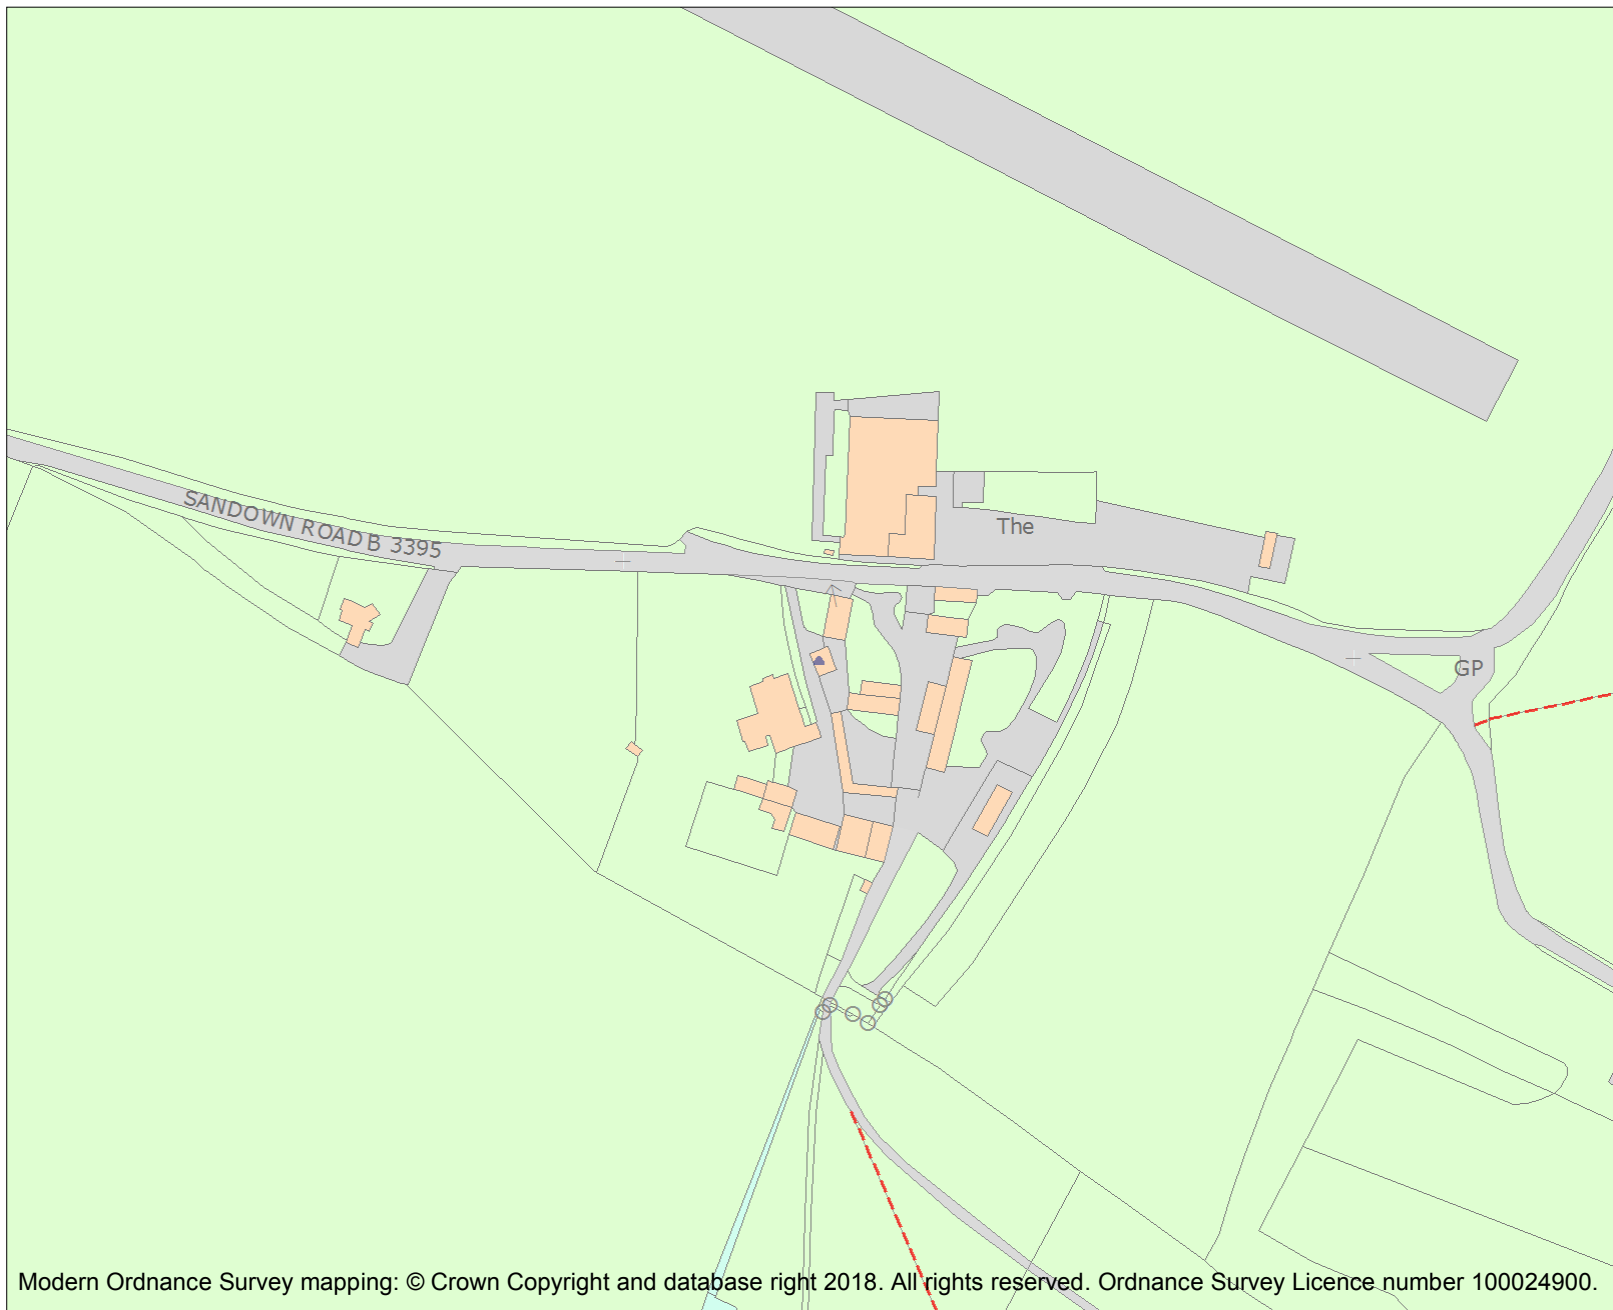 SANDOWN ROAD B 3395
The
GP
Modern Ordnance Survey mapping: © Crown Copyright and database right 2018. All rights reserved. Ordnance Survey Licence number 100024900.